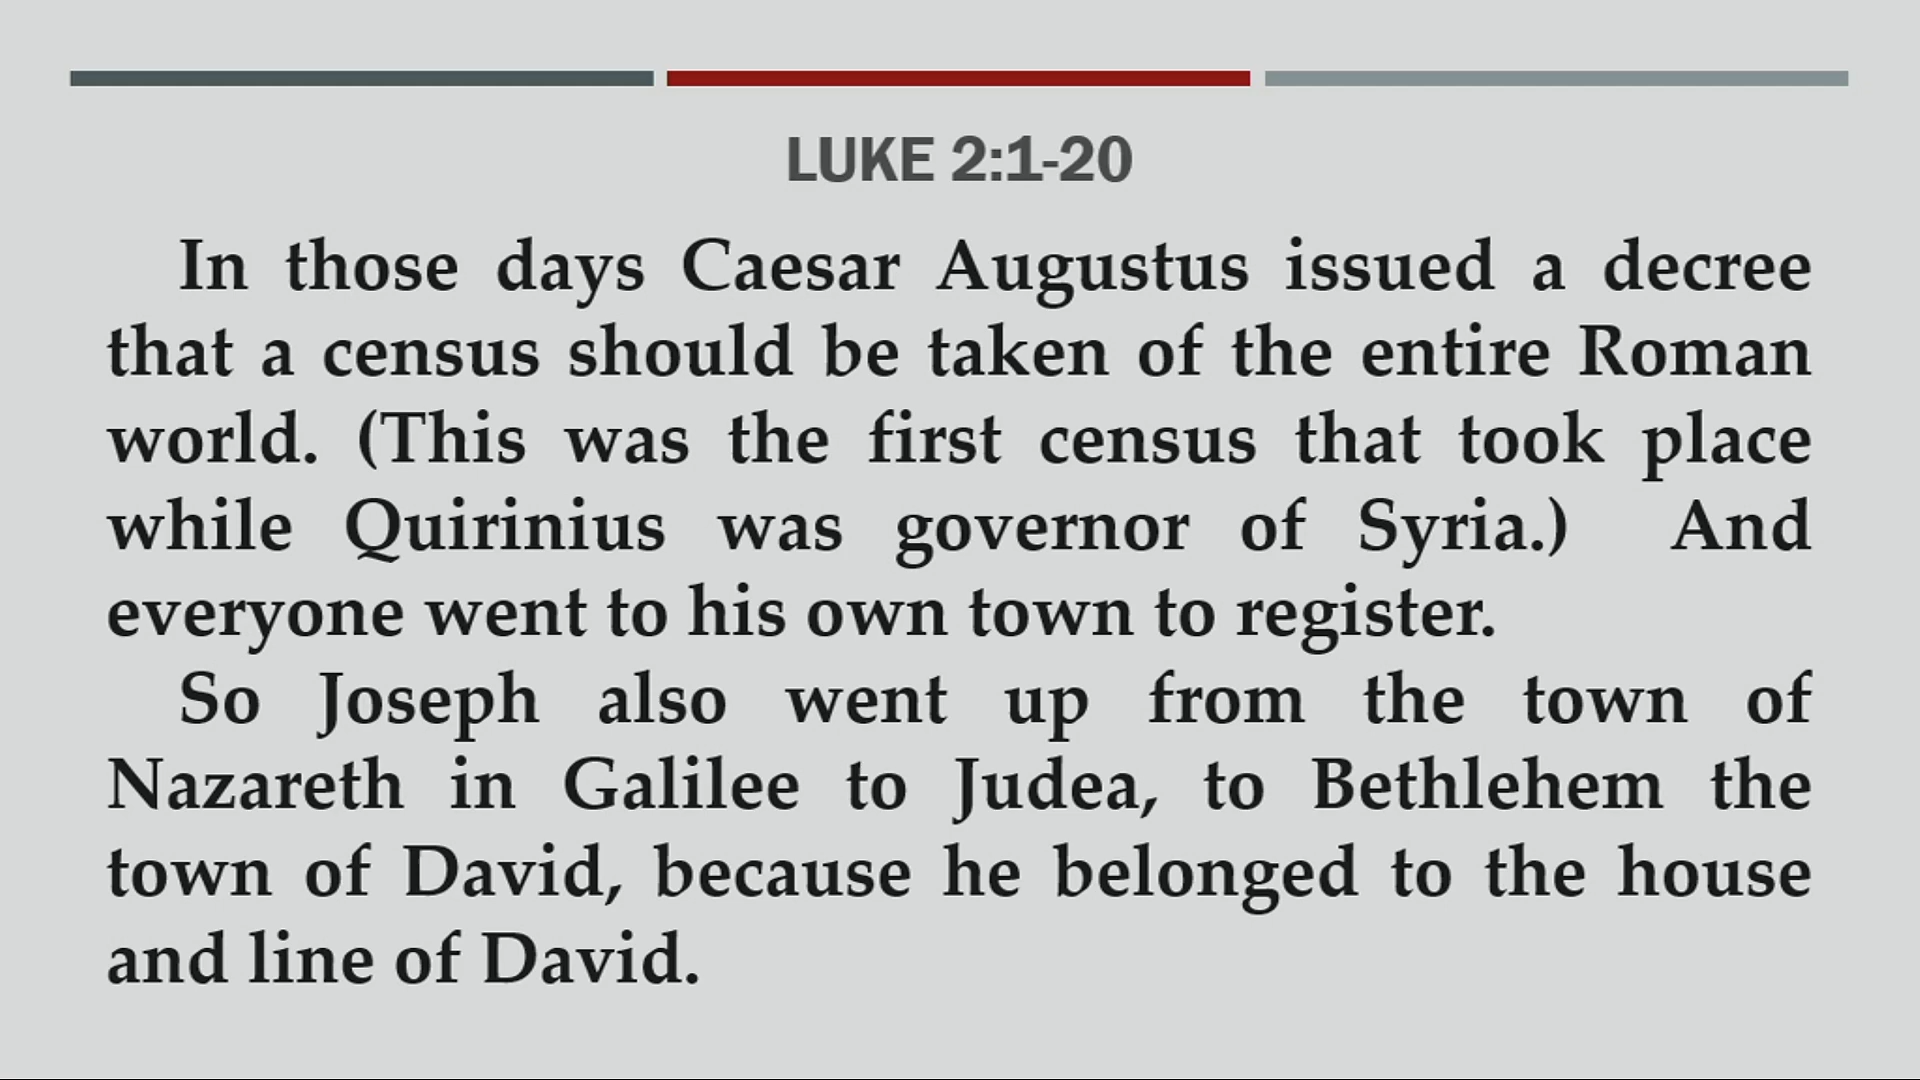 LUKE 2:1-20
In those days Caesar Augustus issued a decree
that a census should be taken of the entire Roman
world. (This was the first census that took place
while Quirinius was governor of Syria.) And
everyone went to his own town to register.
So Joseph also went up from the town of
Nazareth in Galilee to Judea, to Bethlehem the
town of David, because he belonged to the house
and line of David.